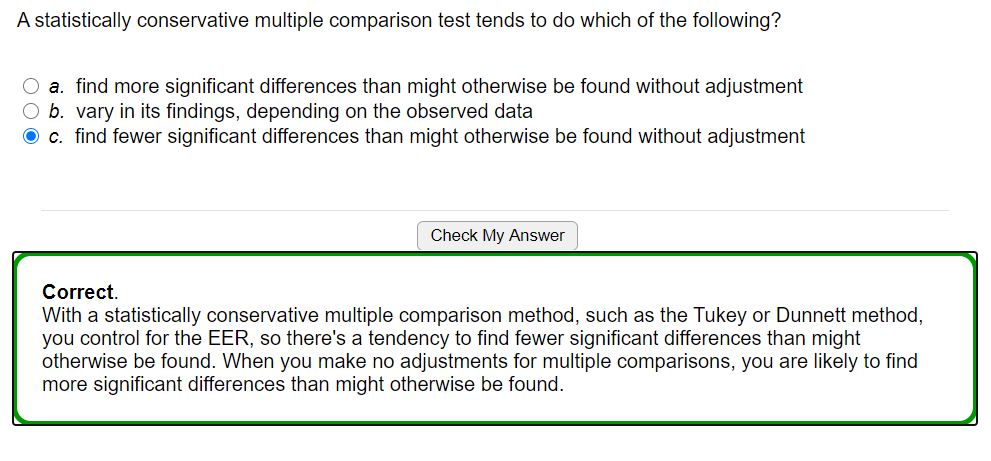 A statistically conservative multiple comparison test tends to do which of the following?
a. find more significant differences than might otherwise be found without adjustment
b. vary in its findings, depending on the observed data
c. find fewer significant differences than might otherwise be found without adjustment
Check My Answer
Correct.
With a statistically conservative multiple comparison method, such as the Tukey or Dunnett method,
you control for the EER, so there's a tendency to find fewer significant differences than might
otherwise be found. When you make no adjustments for multiple comparisons, you are likely to find
more significant differences than might otherwise be found.